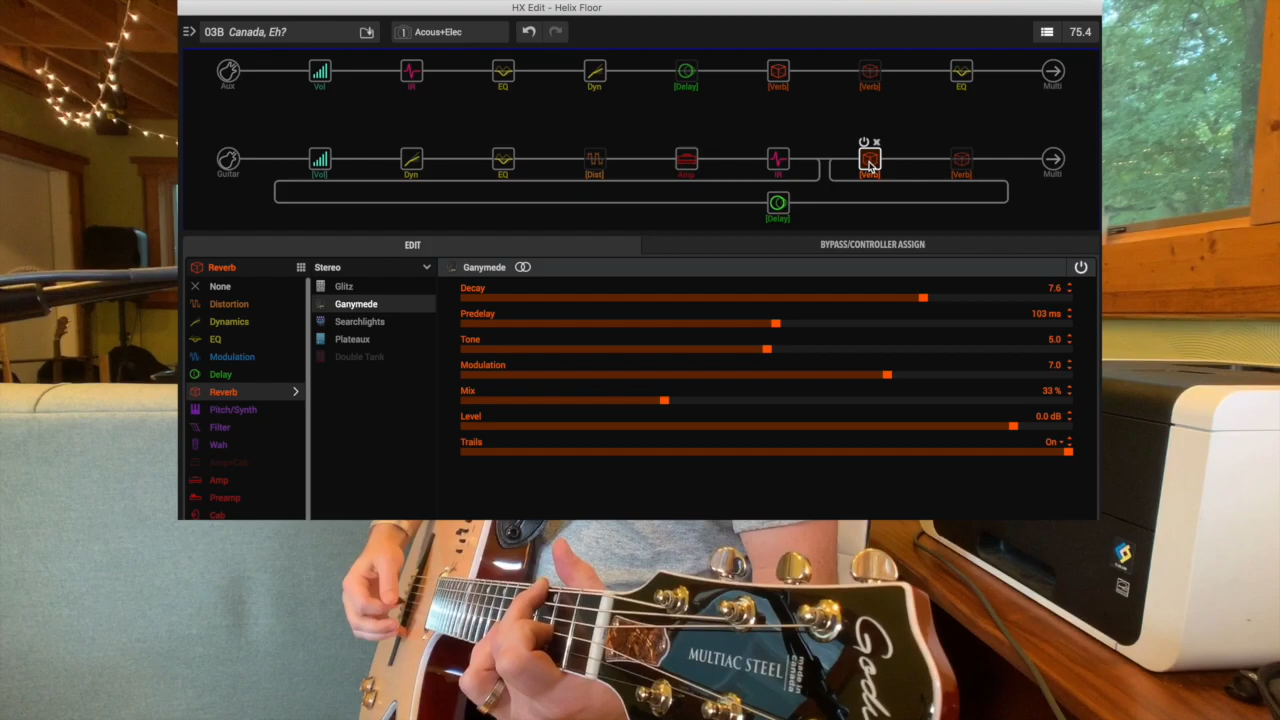 HX Edit - Helix Floor
03B Canada, Eh?
1 Acous+Elec
75.4
Aux Vol IR EQ Dyn [Delay] [Verb] [Verb] EQ Multi
Guitar [Vol] Dyn EQ [Dist] Amp IR [Verb] [Verb] Multi
[Delay]
EDIT
BYPASS/CONTROLLER ASSIGN
Reverb
None
Distortion
Dynamics
EQ
Modulation
Delay
Reverb
Pitch/Synth
Filter
Wah
Amp+Cab
Amp
Preamp
Cab
Stereo
Glitz
Ganymede
Searchlights
Plateaux
Double Tank
Ganymede
Decay 7.6
Predelay 103 ms
Tone 5.0
Modulation 7.0
Mix 33 %
Level 0.0 dB
Trails On
MULTIAC STEEL
made in
canada